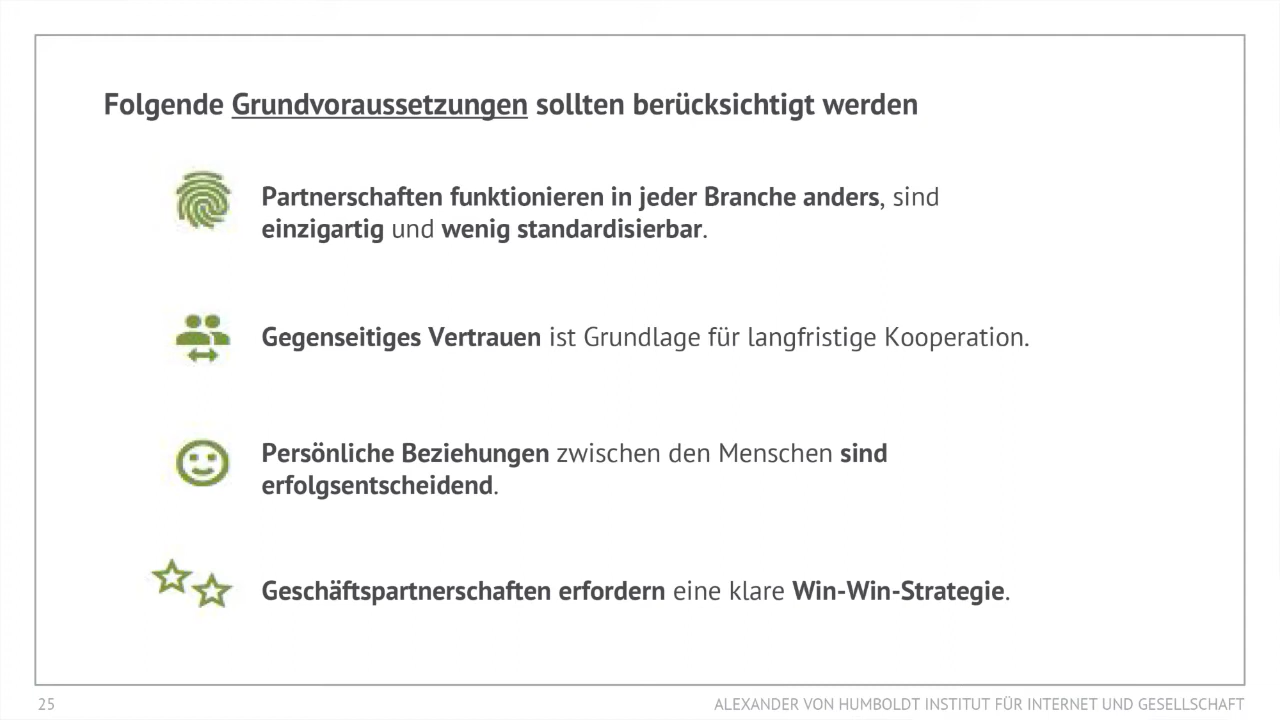 Folgende Grundvoraussetzungen sollten berücksichtigt werden
Partnerschaften funktionieren in jeder Branche anders, sind
einzigartig und wenig standardisierbar.
Gegenseitiges Vertrauen ist Grundlage für langfristige Kooperation.
Persönliche Beziehungen zwischen den Menschen sind
erfolgsentscheidend.
Geschäftspartnerschaften erfordern eine klare Win-Win-Strategie.
25
ALEXANDER VON HUMBOLDT INSTITUT FÜR INTERNET UND GESELLSCHAFT